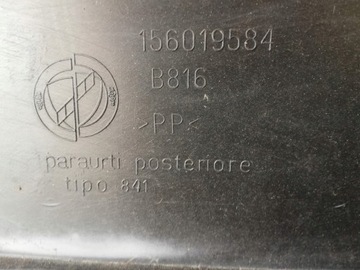 156019584
B816
>PP<
paraurti posteriore
tipo 841